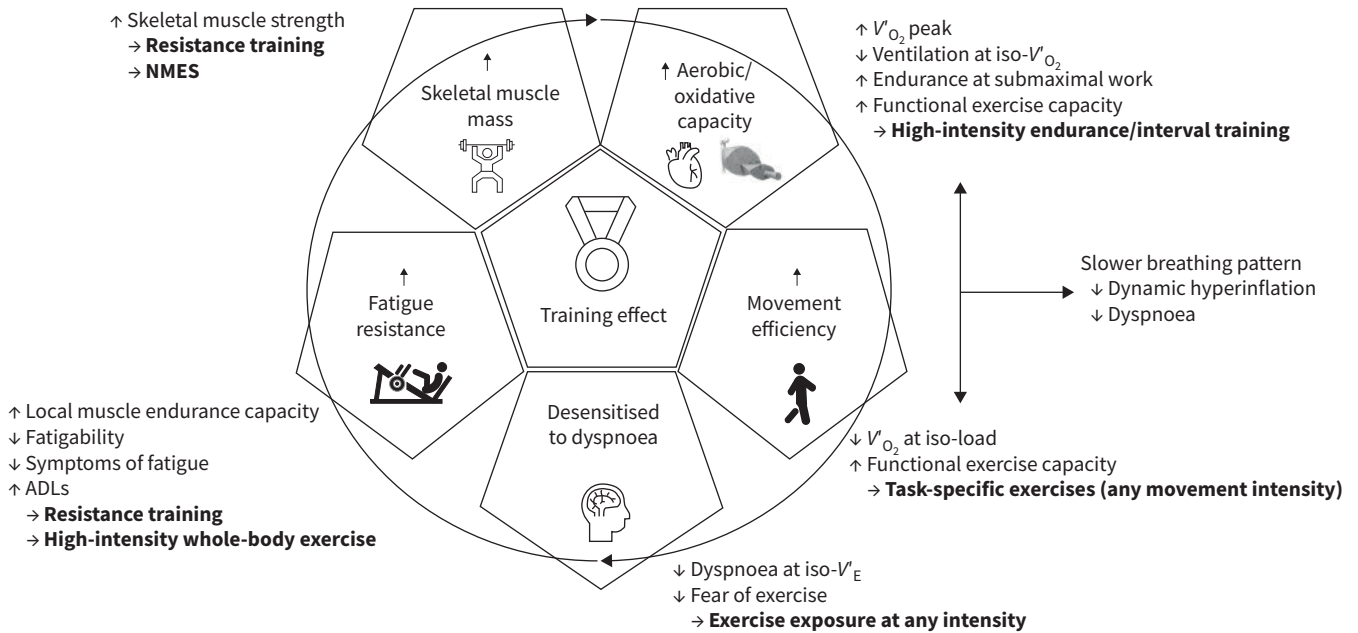 ↑ Skeletal muscle strength
→ Resistance training
→ NMES
↑
Skeletal muscle
mass
↑ Aerobic/
oxidative
capacity
↑ V′O₂ peak
↓ Ventilation at iso-V′O₂
↑ Endurance at submaximal work
↑ Functional exercise capacity
→ High-intensity endurance/interval training
↑
Fatigue
resistance
Training effect
↑
Movement
efficiency
Slower breathing pattern
↓ Dynamic hyperinflation
↓ Dyspnoea
↑ Local muscle endurance capacity
↓ Fatigability
↓ Symptoms of fatigue
↑ ADLs
→ Resistance training
→ High-intensity whole-body exercise
Desensitised
to dyspnoea
↓ V′O₂ at iso-load
↑ Functional exercise capacity
→ Task-specific exercises (any movement intensity)
↓ Dyspnoea at iso-V′E
↓ Fear of exercise
→ Exercise exposure at any intensity